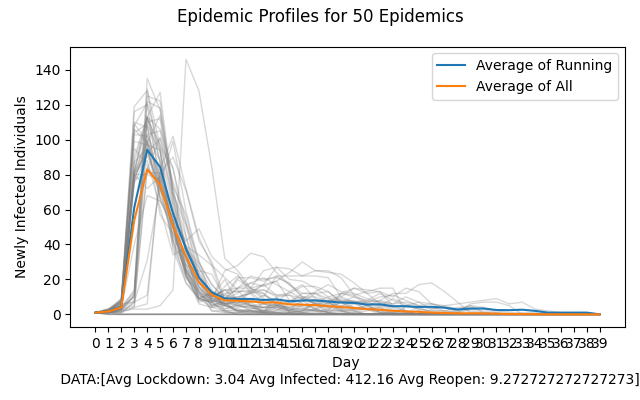 Epidemic Profiles for 50 Epidemics
Average of Running
Average of All
140
120
100
80
60
40
20
0
Newly Infected Individuals
0 1 2 3 4 5 6 7 8 9 10 11 12 13 14 15 16 17 18 19 20 21 22 23 24 25 26 27 28 29 30 31 32 33 34 35 36 37 38 39
Day
DATA:[Avg Lockdown: 3.04 Avg Infected: 412.16 Avg Reopen: 9.272727272727273]